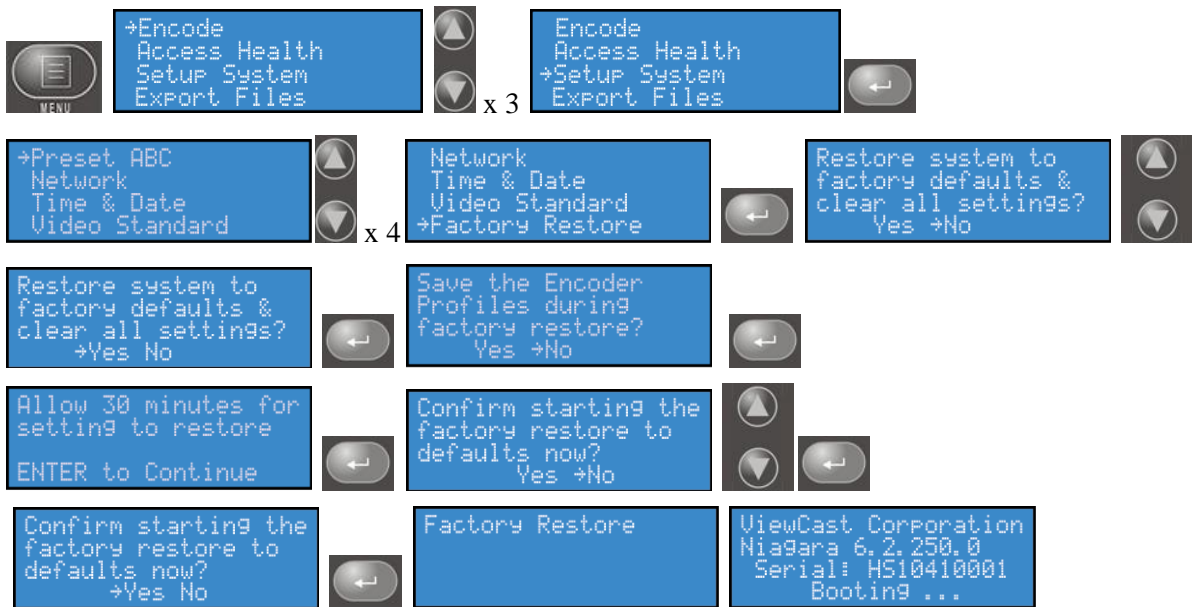 MENU
→Encode
Access Health
Setup System
Export Files
x 3
Encode
Access Health
→Setup System
Export Files
→Preset ABC
Network
Time & Date
Video Standard
x 4
Network
Time & Date
Video Standard
→Factory Restore
Restore system to
factory defaults &
clear all settings?
Yes →No
Restore system to
factory defaults &
clear all settings?
→Yes No
Save the Encoder
Profiles during
factory restore?
Yes →No
Allow 30 minutes for
setting to restore
ENTER to Continue
Confirm starting the
factory restore to
defaults now?
Yes →No
Confirm starting the
factory restore to
defaults now?
→Yes No
Factory Restore
ViewCast Corporation
Niagara 6.2.250.0
Serial: HS10410001
Booting ...